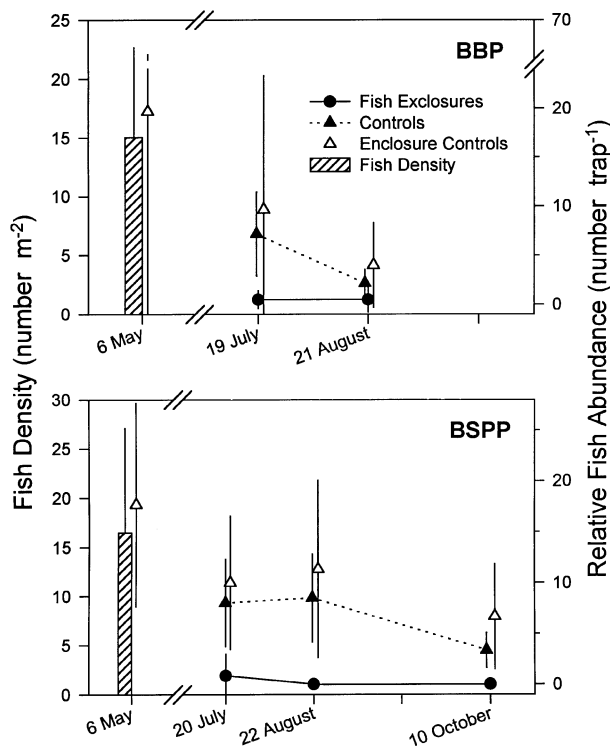 Fish Density (number m-2)
Relative Fish Abundance (number trap-1)
BBP
25
20
15
10
5
0
70
20
10
0
Fish Exclosures
Controls
Enclosure Controls
Fish Density
6 May
19 July
21 August
BSPP
30
25
20
15
10
5
0
20
10
0
6 May
20 July
22 August
10 October